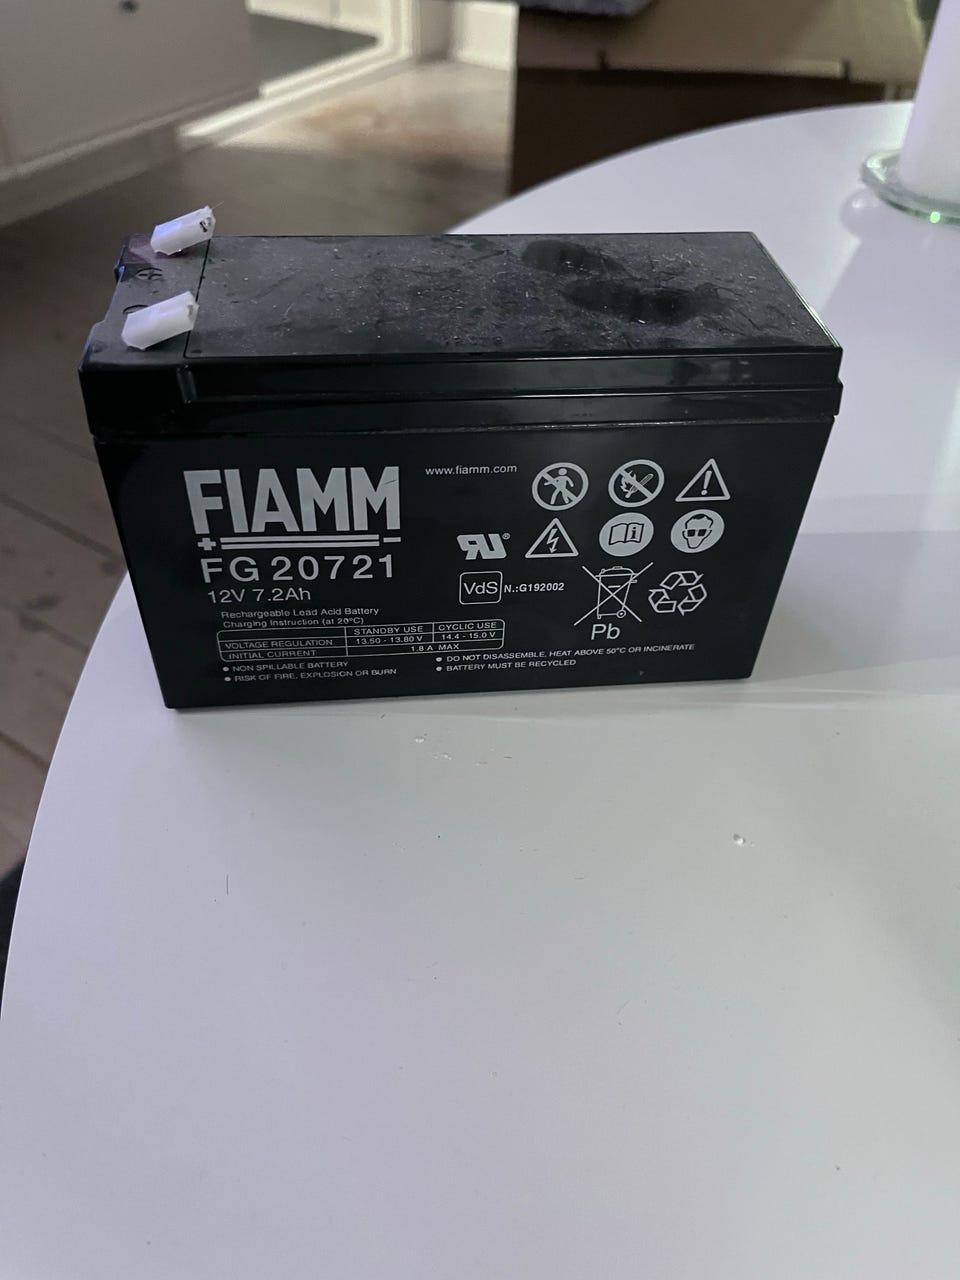 FIAMM
+ -
FG 20721
12V 7.2Ah
Rechargeable Lead Acid Battery
Charging Instruction (at 20°C)
STANDBY USE CYCLIC USE
VOLTAGE REGULATION 13.50 - 13.80 V 14.4 - 15.0 V
INITIAL CURRENT 1.8 A MAX
● NON SPILLABLE BATTERY
● RISK OF FIRE, EXPLOSION OR BURN
www.fiamm.com
RU®
VdS N.:G192002
Pb
● DO NOT DISASSEMBLE, HEAT ABOVE 50°C OR INCINERATE
● BATTERY MUST BE RECYCLED